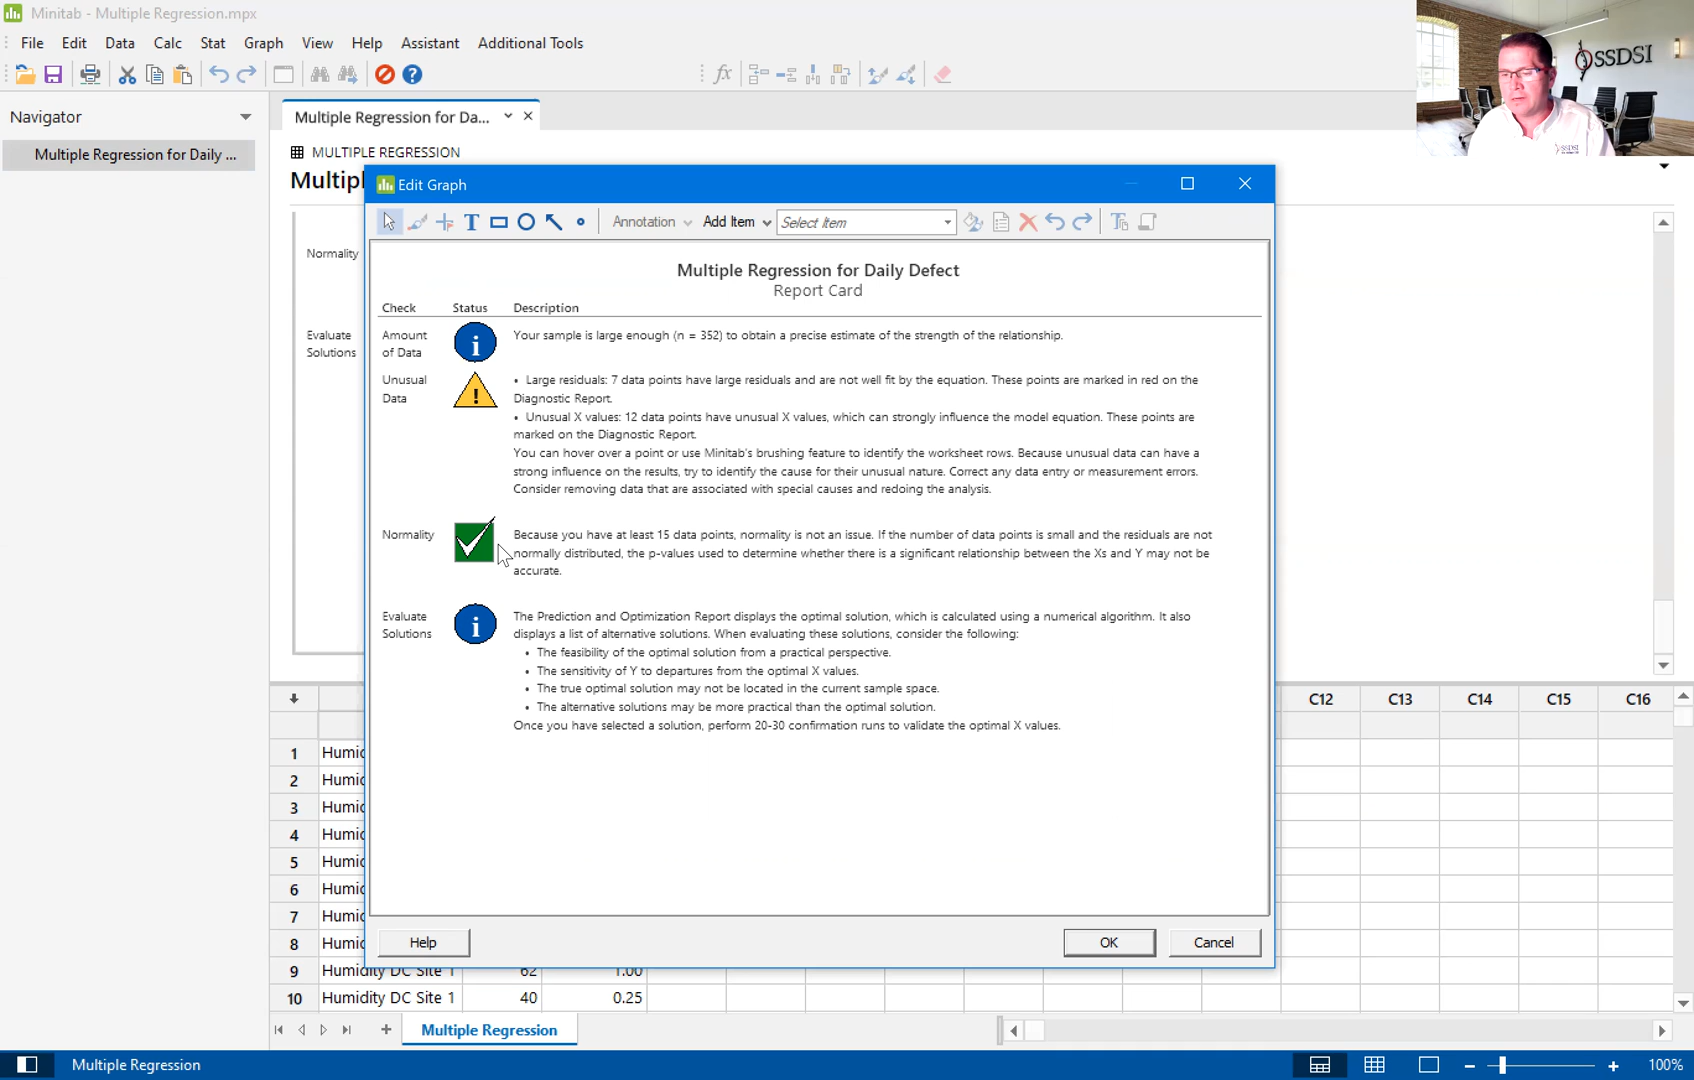 Minitab - Multiple Regression.mpx
File Edit Data Calc Stat Graph View Help Assistant Additional Tools
SSDSI
Navigator
Multiple Regression for Da...
Multiple Regression for Daily ...
MULTIPLE REGRESSION
Multipl
Edit Graph
Annotation Add Item Select Item
Normality
Evaluate
Solutions
Multiple Regression for Daily Defect
Report Card
Check Status Description
Amount
of Data
Your sample is large enough (n = 352) to obtain a precise estimate of the strength of the relationship.
Unusual
Data
• Large residuals: 7 data points have large residuals and are not well fit by the equation. These points are marked in red on the
Diagnostic Report.
• Unusual X values: 12 data points have unusual X values, which can strongly influence the model equation. These points are
marked on the Diagnostic Report.
You can hover over a point or use Minitab's brushing feature to identify the worksheet rows. Because unusual data can have a
strong influence on the results, try to identify the cause for their unusual nature. Correct any data entry or measurement errors.
Consider removing data that are associated with special causes and redoing the analysis.
Normality
Because you have at least 15 data points, normality is not an issue. If the number of data points is small and the residuals are not
normally distributed, the p-values used to determine whether there is a significant relationship between the Xs and Y may not be
accurate.
Evaluate
Solutions
The Prediction and Optimization Report displays the optimal solution, which is calculated using a numerical algorithm. It also
displays a list of alternative solutions. When evaluating these solutions, consider the following:
• The feasibility of the optimal solution from a practical perspective.
• The sensitivity of Y to departures from the optimal X values.
• The true optimal solution may not be located in the current sample space.
• The alternative solutions may be more practical than the optimal solution.
Once you have selected a solution, perform 20-30 confirmation runs to validate the optimal X values.
Help OK Cancel
C12 C13 C14 C15 C16
1 Humic
2 Humic
3 Humic
4 Humic
5 Humic
6 Humic
7 Humic
8 Humic
9 Humidity DC Site 1 62 1.00
10 Humidity DC Site 1 40 0.25
Multiple Regression
Multiple Regression
100%